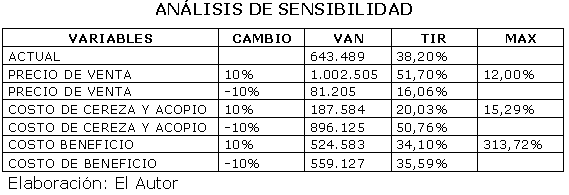 ANÁLISIS DE SENSIBILIDAD
VARIABLES CAMBIO VAN TIR MAX
ACTUAL 643.489 38,20%
PRECIO DE VENTA 10% 1.002.505 51,70% 12,00%
PRECIO DE VENTA -10% 81.205 16,06%
COSTO DE CEREZA Y ACOPIO 10% 187.584 20,03% 15,29%
COSTO DE CEREZA Y ACOPIO -10% 896.125 50,76%
COSTO BENEFICIO 10% 524.583 34,10% 313,72%
COSTO DE BENEFICIO -10% 559.127 35,59%
Elaboración: El Autor